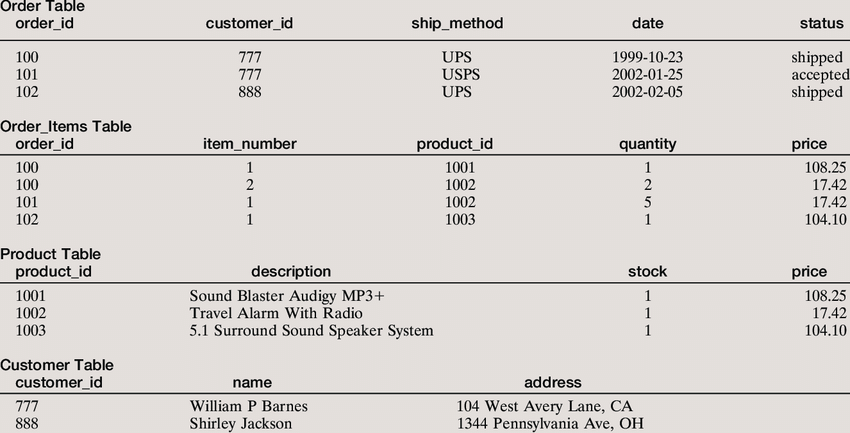 Order Table
order_id customer_id ship_method date status
100 777 UPS 1999-10-23 shipped
101 777 USPS 2002-01-25 accepted
102 888 UPS 2002-02-05 shipped
Order_Items Table
order_id item_number product_id quantity price
100 1 1001 1 108.25
100 2 1002 2 17.42
101 1 1002 5 17.42
102 1 1003 1 104.10
Product Table
product_id description stock price
1001 Sound Blaster Audigy MP3+ 1 108.25
1002 Travel Alarm With Radio 1 17.42
1003 5.1 Surround Sound Speaker System 1 104.10
Customer Table
customer_id name address
777 William P Barnes 104 West Avery Lane, CA
888 Shirley Jackson 1344 Pennsylvania Ave, OH